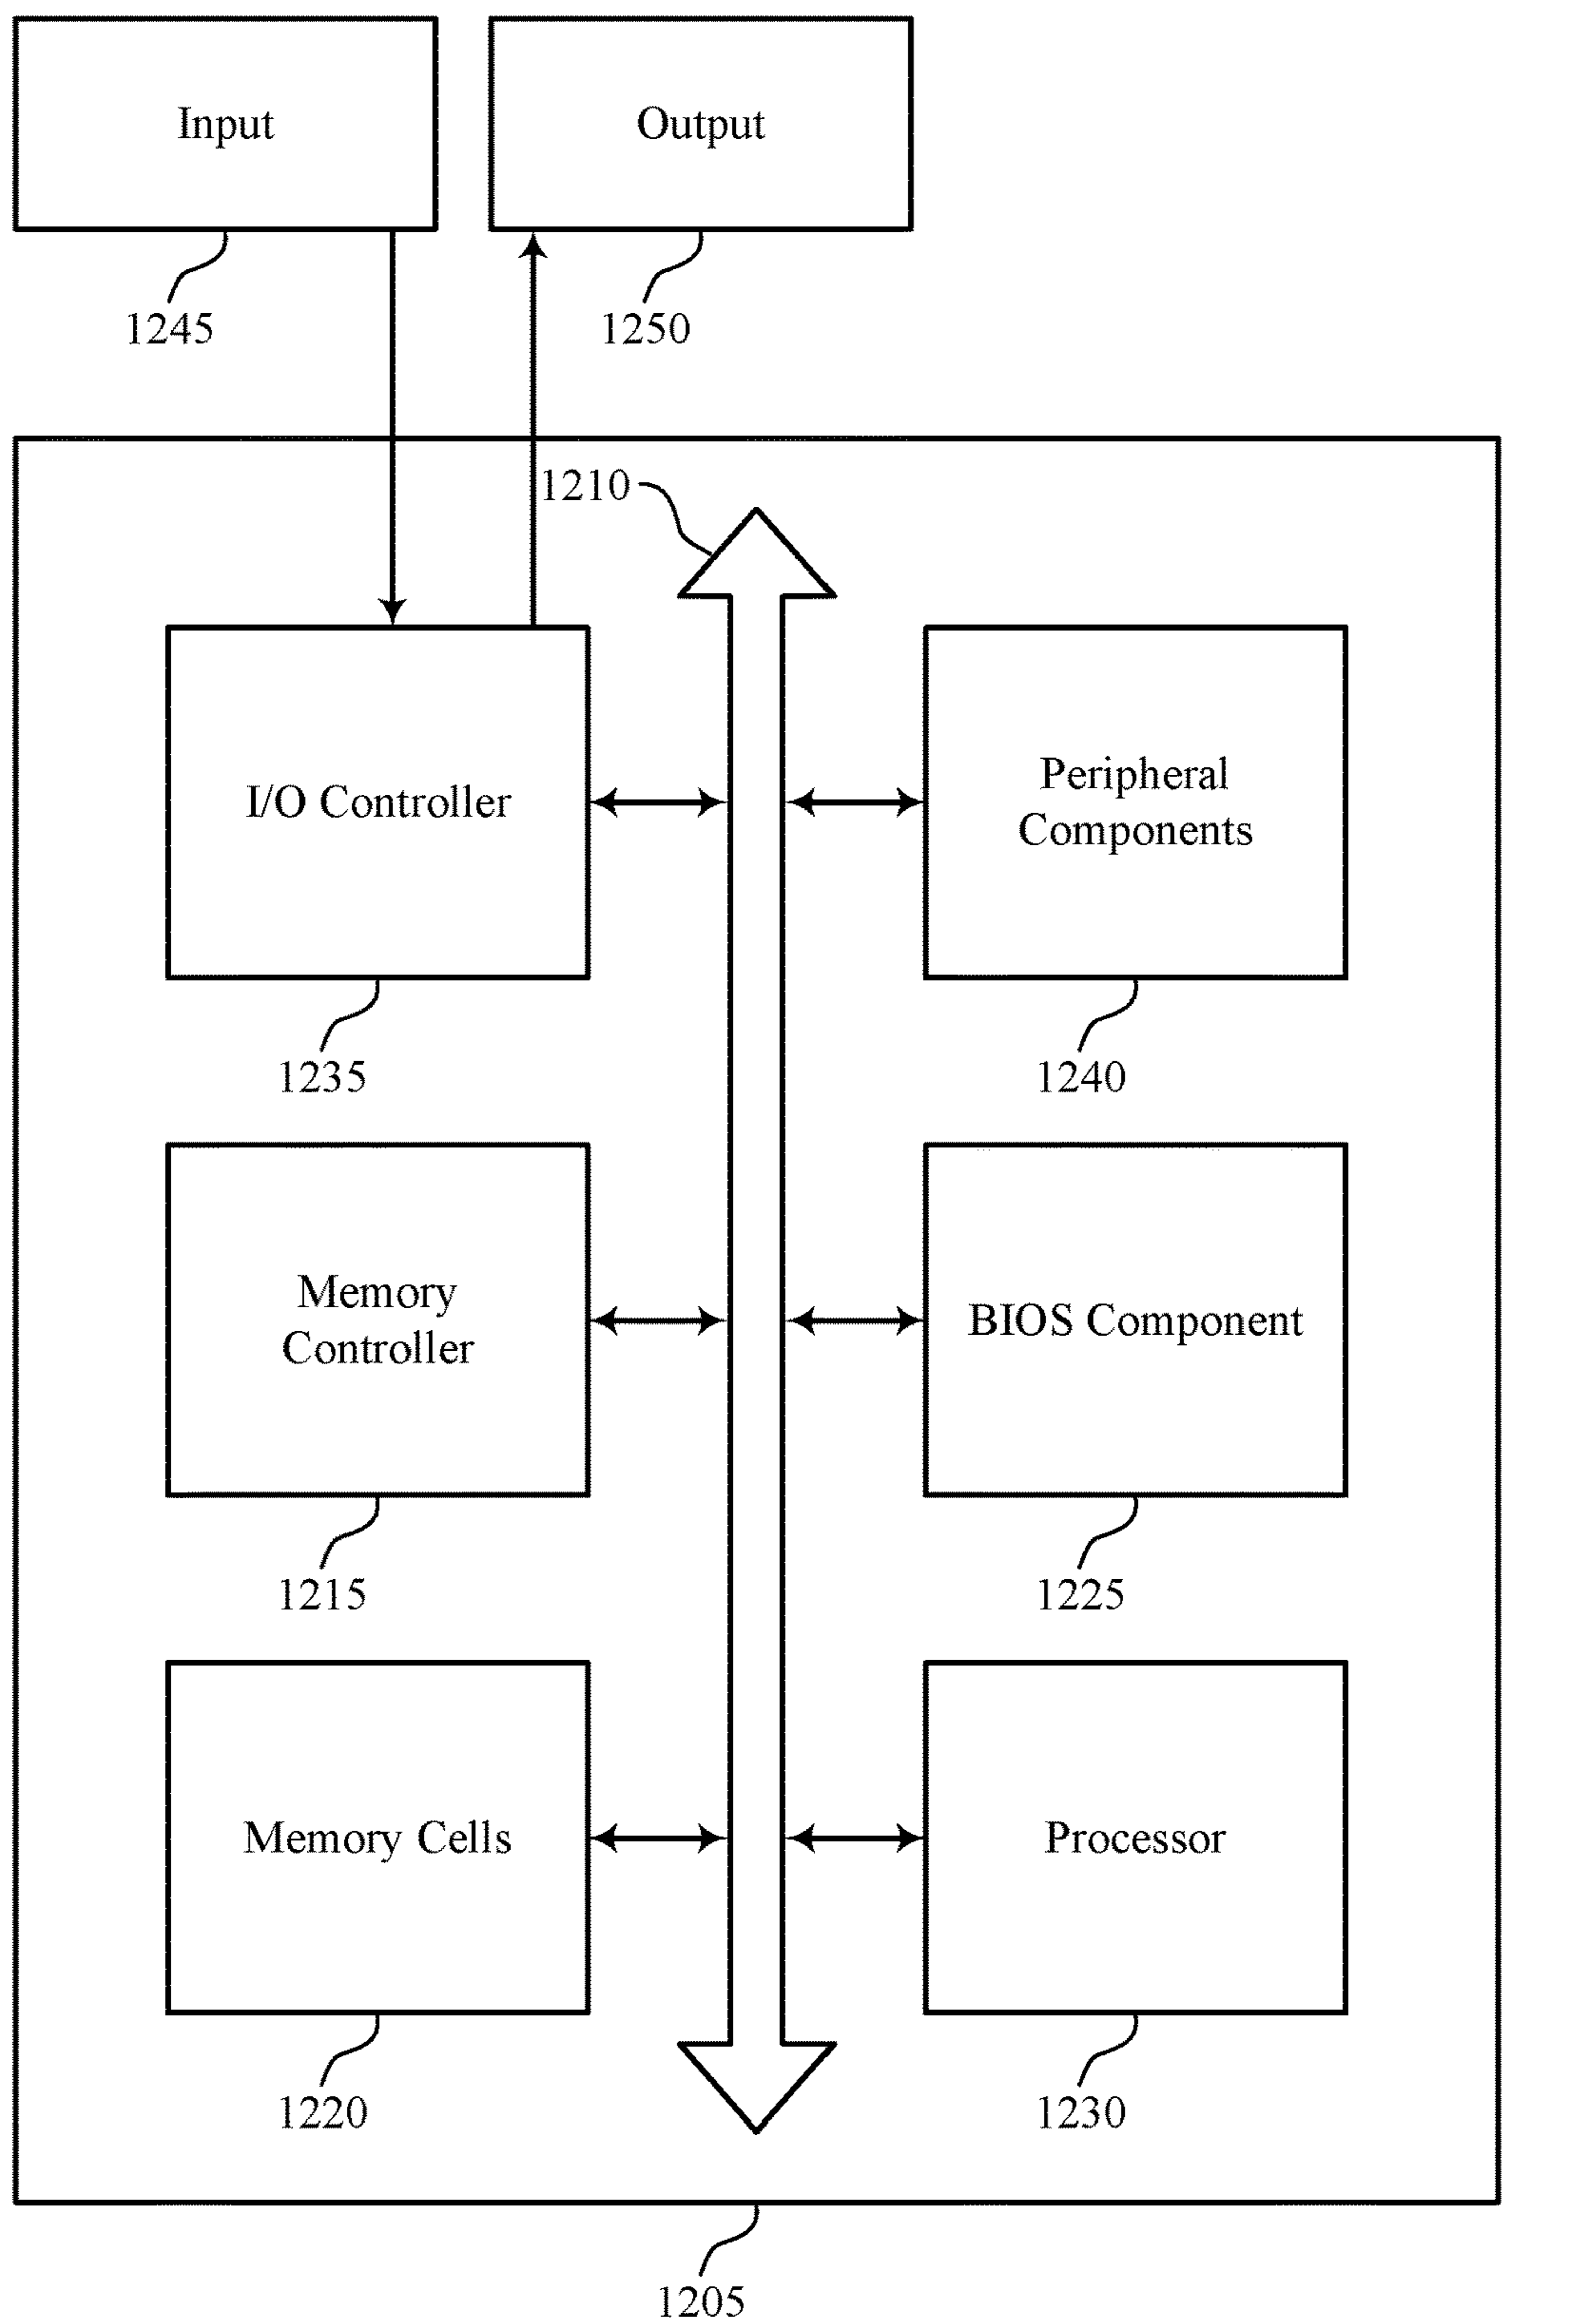 Input
Output
1245
1250
1210
I/O Controller
Peripheral
Components
1235
1240
Memory
Controller
BIOS Component
1215
1225
Memory Cells
Processor
1220
1230
1205